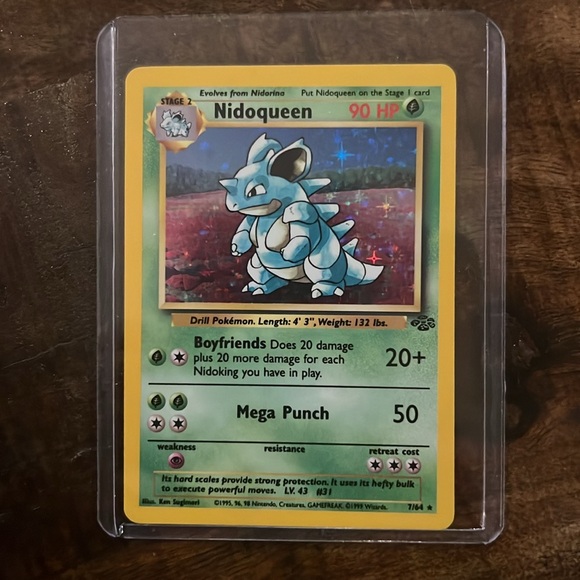 Evolves from Nidorina Put Nidoqueen on the Stage 1 card
STAGE 2
Nidoqueen 90 HP
Drill Pokémon. Length: 4' 3", Weight: 132 lbs.
Boyfriends Does 20 damage
plus 20 more damage for each
Nidoking you have in play.
20+
Mega Punch 50
weakness resistance retreat cost
Its hard scales provide strong protection. It uses its hefty bulk
to execute powerful moves. LV. 43 #31
Illus. Ken Sugimori ©1995, 96, 98 Nintendo, Creatures, GAMEFREAK. ©1999 Wizards. 7/64 ★